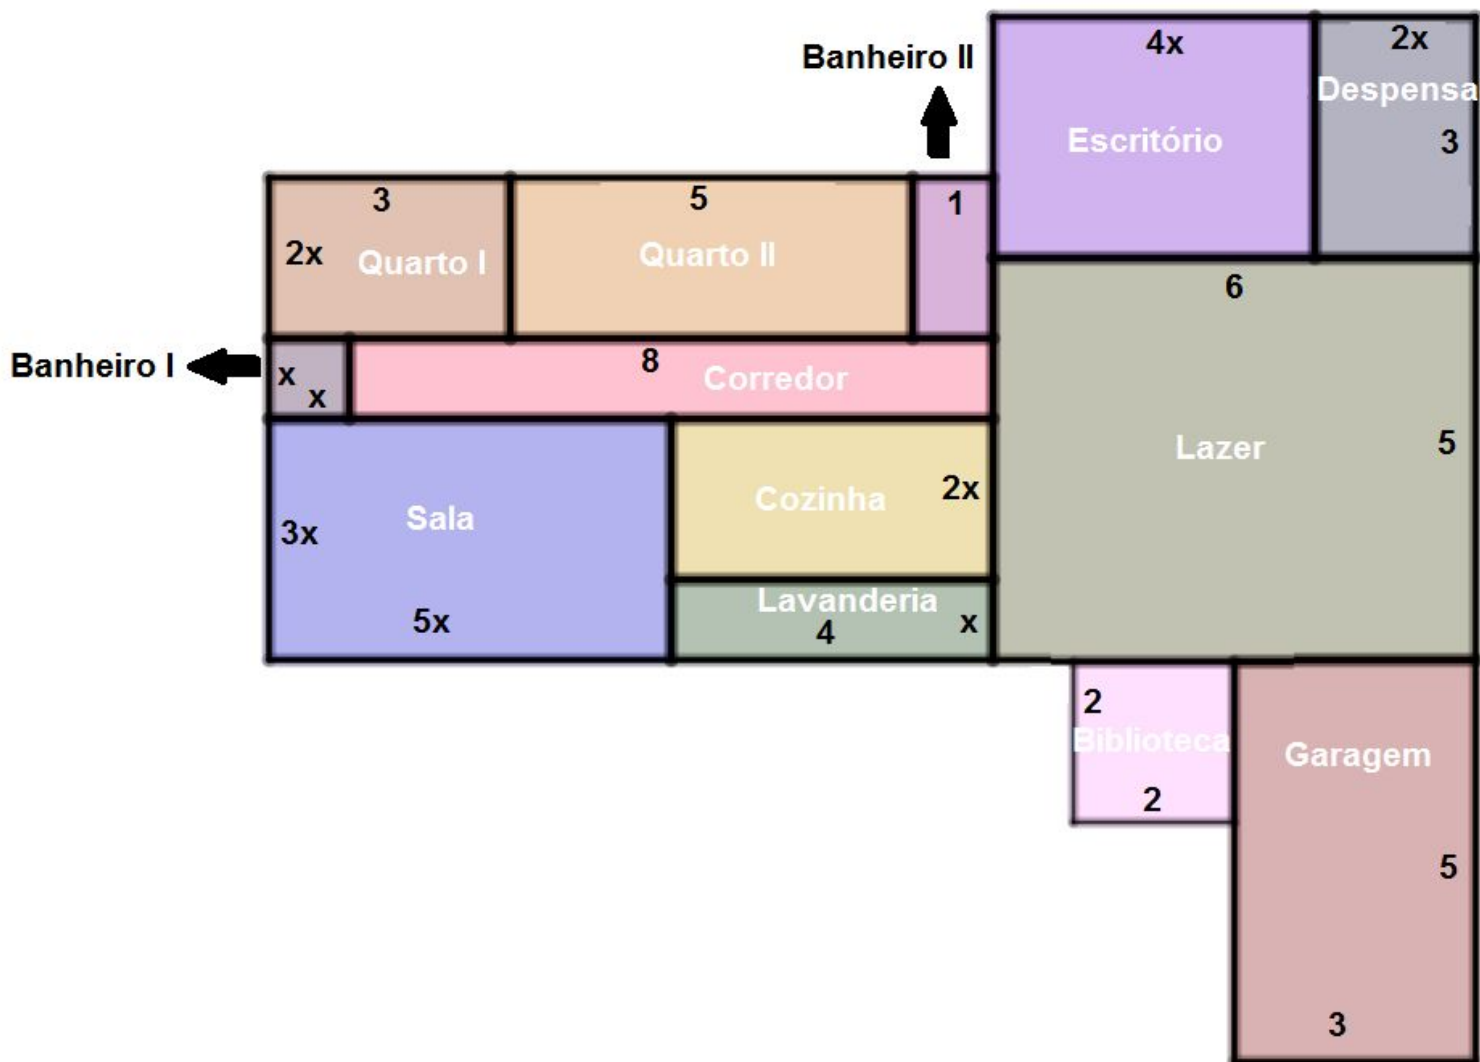 4x
2x
Banheiro II
Despensa
Escritório
3
3
5
1
2x
Quarto I
Quarto II
6
Banheiro I
x
x
8
Corredor
Lazer
5
Sala
3x
5x
Cozinha
2x
Lavanderia
4
x
2
Biblioteca
2
Garagem
5
3